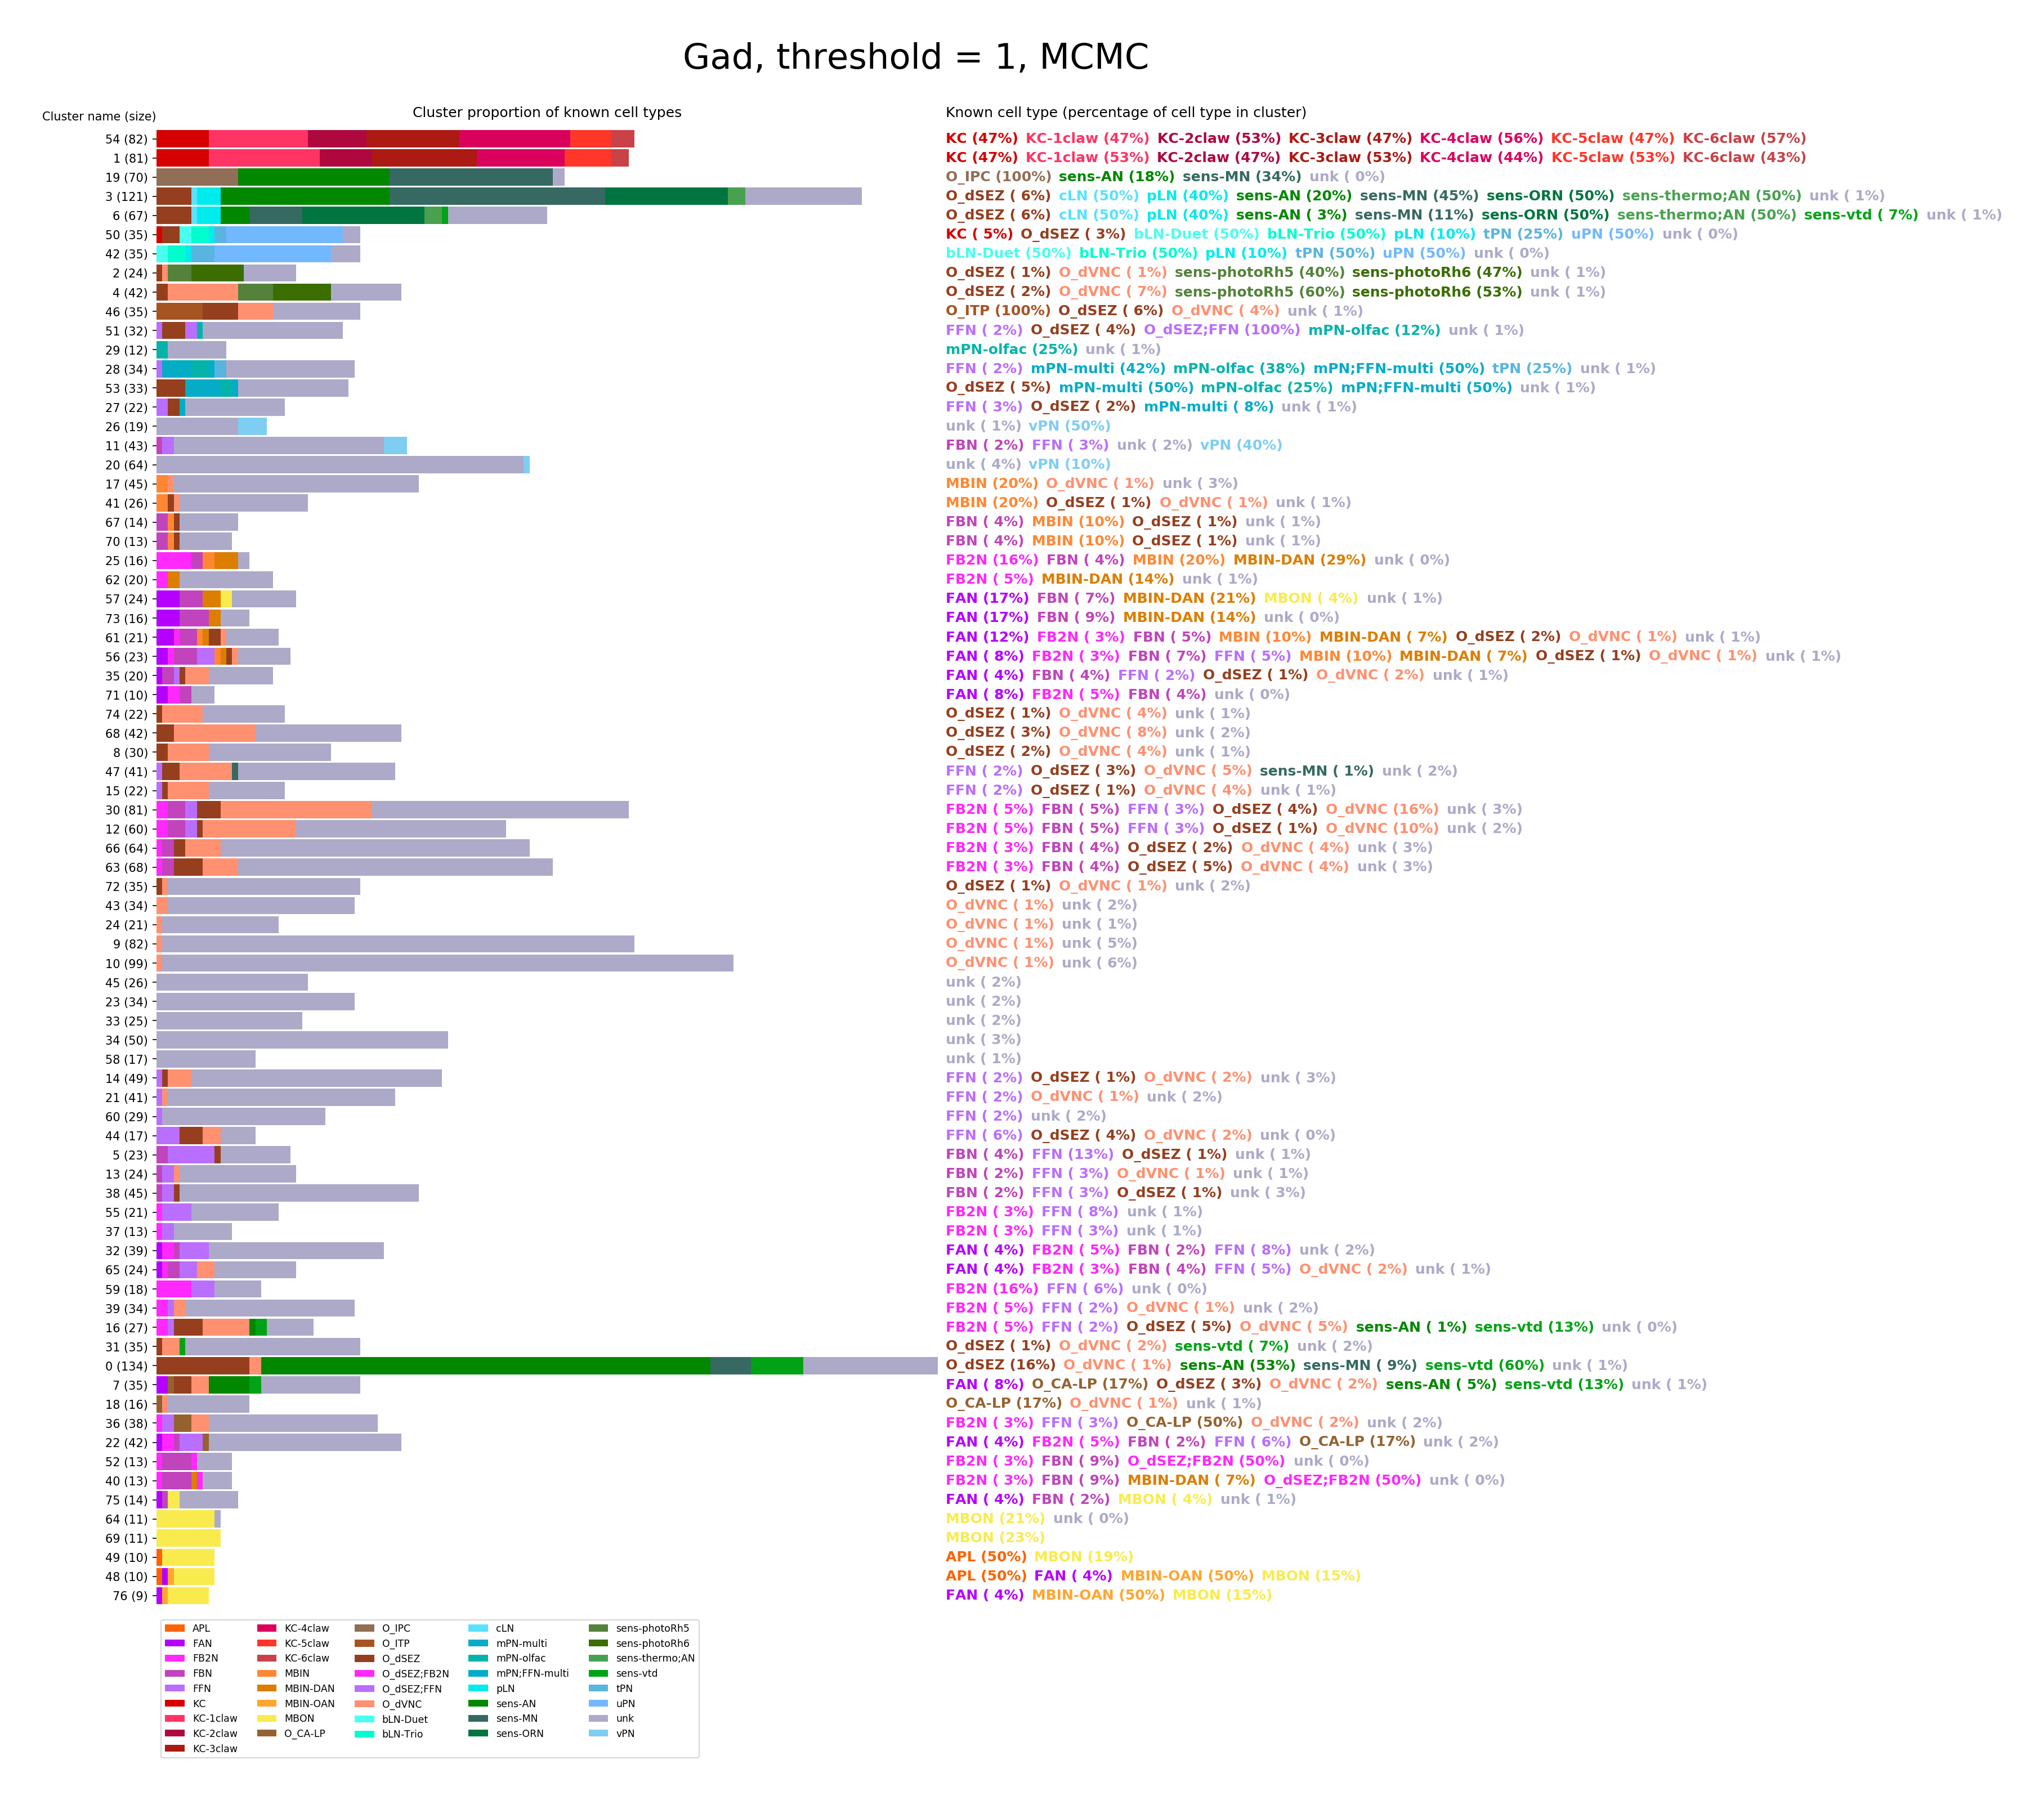 Gad, threshold = 1, MCMC
Cluster name (size) Cluster proportion of known cell types Known cell type (percentage of cell type in cluster)
54 (82) KC (47%) KC-1claw (47%) KC-2claw (53%) KC-3claw (47%) KC-4claw (56%) KC-5claw (47%) KC-6claw (57%)
1 (81) KC (47%) KC-1claw (53%) KC-2claw (47%) KC-3claw (53%) KC-4claw (44%) KC-5claw (53%) KC-6claw (43%)
19 (70) O_IPC (100%) sens-AN (18%) sens-MN (34%) unk ( 0%)
3 (121) O_dSEZ ( 6%) cLN (50%) pLN (40%) sens-AN (20%) sens-MN (45%) sens-ORN (50%) sens-thermo;AN (50%) unk ( 1%)
6 (67) O_dSEZ ( 6%) cLN (50%) pLN (40%) sens-AN ( 3%) sens-MN (11%) sens-ORN (50%) sens-thermo;AN (50%) sens-vtd ( 7%) unk ( 1%)
50 (35) KC ( 5%) O_dSEZ ( 3%) bLN-Duet (50%) bLN-Trio (50%) pLN (10%) tPN (25%) uPN (50%) unk ( 0%)
42 (35) bLN-Duet (50%) bLN-Trio (50%) pLN (10%) tPN (50%) uPN (50%) unk ( 0%)
2 (24) O_dSEZ ( 1%) O_dVNC ( 1%) sens-photoRh5 (40%) sens-photoRh6 (47%) unk ( 1%)
4 (42) O_dSEZ ( 2%) O_dVNC ( 7%) sens-photoRh5 (60%) sens-photoRh6 (53%) unk ( 1%)
46 (35) O_ITP (100%) O_dSEZ ( 6%) O_dVNC ( 4%) unk ( 1%)
51 (32) FFN ( 2%) O_dSEZ ( 4%) O_dSEZ;FFN (100%) mPN-olfac (12%) unk ( 1%)
29 (12) mPN-olfac (25%) unk ( 1%)
28 (34) FFN ( 2%) mPN-multi (42%) mPN-olfac (38%) mPN;FFN-multi (50%) tPN (25%) unk ( 1%)
53 (33) O_dSEZ ( 5%) mPN-multi (50%) mPN-olfac (25%) mPN;FFN-multi (50%) unk ( 1%)
27 (22) FFN ( 3%) O_dSEZ ( 2%) mPN-multi ( 8%) unk ( 1%)
26 (19) unk ( 1%) vPN (50%)
11 (43) FBN ( 2%) FFN ( 3%) unk ( 2%) vPN (40%)
20 (64) unk ( 4%) vPN (10%)
17 (45) MBIN (20%) O_dVNC ( 1%) unk ( 3%)
41 (26) MBIN (20%) O_dSEZ ( 1%) O_dVNC ( 1%) unk ( 1%)
67 (14) FBN ( 4%) MBIN (10%) O_dSEZ ( 1%) unk ( 1%)
70 (13) FBN ( 4%) MBIN (10%) O_dSEZ ( 1%) unk ( 1%)
25 (16) FB2N (16%) FBN ( 4%) MBIN (20%) MBIN-DAN (29%) unk ( 0%)
62 (20) FB2N ( 5%) MBIN-DAN (14%) unk ( 1%)
57 (24) FAN (17%) FBN ( 7%) MBIN-DAN (21%) MBON ( 4%) unk ( 1%)
73 (16) FAN (17%) FBN ( 9%) MBIN-DAN (14%) unk ( 0%)
61 (21) FAN (12%) FB2N ( 3%) FBN ( 5%) MBIN (10%) MBIN-DAN ( 7%) O_dSEZ ( 2%) O_dVNC ( 1%) unk ( 1%)
56 (23) FAN ( 8%) FB2N ( 3%) FBN ( 7%) FFN ( 5%) MBIN (10%) MBIN-DAN ( 7%) O_dSEZ ( 1%) O_dVNC ( 1%) unk ( 1%)
35 (20) FAN ( 4%) FBN ( 4%) FFN ( 2%) O_dSEZ ( 1%) O_dVNC ( 2%) unk ( 1%)
71 (10) FAN ( 8%) FB2N ( 5%) FBN ( 4%) unk ( 0%)
74 (22) O_dSEZ ( 1%) O_dVNC ( 4%) unk ( 1%)
68 (42) O_dSEZ ( 3%) O_dVNC ( 8%) unk ( 2%)
8 (30) O_dSEZ ( 2%) O_dVNC ( 4%) unk ( 1%)
47 (41) FFN ( 2%) O_dSEZ ( 3%) O_dVNC ( 5%) sens-MN ( 1%) unk ( 2%)
15 (22) FFN ( 2%) O_dSEZ ( 1%) O_dVNC ( 4%) unk ( 1%)
30 (81) FB2N ( 5%) FBN ( 5%) FFN ( 3%) O_dSEZ ( 4%) O_dVNC (16%) unk ( 3%)
12 (60) FB2N ( 5%) FBN ( 5%) FFN ( 3%) O_dSEZ ( 1%) O_dVNC (10%) unk ( 2%)
66 (64) FB2N ( 3%) FBN ( 4%) O_dSEZ ( 2%) O_dVNC ( 4%) unk ( 3%)
63 (68) FB2N ( 3%) FBN ( 4%) O_dSEZ ( 5%) O_dVNC ( 4%) unk ( 3%)
72 (35) O_dSEZ ( 1%) O_dVNC ( 1%) unk ( 2%)
43 (34) O_dVNC ( 1%) unk ( 2%)
24 (21) O_dVNC ( 1%) unk ( 1%)
9 (82) O_dVNC ( 1%) unk ( 5%)
10 (99) O_dVNC ( 1%) unk ( 6%)
45 (26) unk ( 2%)
23 (34) unk ( 2%)
33 (25) unk ( 2%)
34 (50) unk ( 3%)
58 (17) unk ( 1%)
14 (49) FFN ( 2%) O_dSEZ ( 1%) O_dVNC ( 2%) unk ( 3%)
21 (41) FFN ( 2%) O_dVNC ( 1%) unk ( 2%)
60 (29) FFN ( 2%) unk ( 2%)
44 (17) FFN ( 6%) O_dSEZ ( 4%) O_dVNC ( 2%) unk ( 0%)
5 (23) FBN ( 4%) FFN (13%) O_dSEZ ( 1%) unk ( 1%)
13 (24) FBN ( 2%) FFN ( 3%) O_dVNC ( 1%) unk ( 1%)
38 (45) FBN ( 2%) FFN ( 3%) O_dSEZ ( 1%) unk ( 3%)
55 (21) FB2N ( 3%) FFN ( 8%) unk ( 1%)
37 (13) FB2N ( 3%) FFN ( 3%) unk ( 1%)
32 (39) FAN ( 4%) FB2N ( 5%) FBN ( 2%) FFN ( 8%) unk ( 2%)
65 (24) FAN ( 4%) FB2N ( 3%) FBN ( 4%) FFN ( 5%) O_dVNC ( 2%) unk ( 1%)
59 (18) FB2N (16%) FFN ( 6%) unk ( 0%)
39 (34) FB2N ( 5%) FFN ( 2%) O_dVNC ( 1%) unk ( 2%)
16 (27) FB2N ( 5%) FFN ( 2%) O_dSEZ ( 5%) O_dVNC ( 5%) sens-AN ( 1%) sens-vtd (13%) unk ( 0%)
31 (35) O_dSEZ ( 1%) O_dVNC ( 2%) sens-vtd ( 7%) unk ( 2%)
0 (134) O_dSEZ (16%) O_dVNC ( 1%) sens-AN (53%) sens-MN ( 9%) sens-vtd (60%) unk ( 1%)
7 (35) FAN ( 8%) O_CA-LP (17%) O_dSEZ ( 3%) O_dVNC ( 2%) sens-AN ( 5%) sens-vtd (13%) unk ( 1%)
18 (16) O_CA-LP (17%) O_dVNC ( 1%) unk ( 1%)
36 (38) FB2N ( 3%) FFN ( 3%) O_CA-LP (50%) O_dVNC ( 2%) unk ( 2%)
22 (42) FAN ( 4%) FB2N ( 5%) FBN ( 2%) FFN ( 6%) O_CA-LP (17%) unk ( 2%)
52 (13) FB2N ( 3%) FBN ( 9%) O_dSEZ;FB2N (50%) unk ( 0%)
40 (13) FB2N ( 3%) FBN ( 9%) MBIN-DAN ( 7%) O_dSEZ;FB2N (50%) unk ( 0%)
75 (14) FAN ( 4%) FBN ( 2%) MBON ( 4%) unk ( 1%)
64 (11) MBON (21%) unk ( 0%)
69 (11) MBON (23%)
49 (10) APL (50%) MBON (19%)
48 (10) APL (50%) FAN ( 4%) MBIN-OAN (50%) MBON (15%)
76 (9) FAN ( 4%) MBIN-OAN (50%) MBON (15%)
APL KC-4claw O_IPC cLN sens-photoRh5
FAN KC-5claw O_ITP mPN-multi sens-photoRh6
FB2N KC-6claw O_dSEZ mPN-olfac sens-thermo;AN
FBN MBIN O_dSEZ;FB2N mPN;FFN-multi sens-vtd
FFN MBIN-DAN O_dSEZ;FFN pLN tPN
KC MBIN-OAN O_dVNC sens-AN uPN
KC-1claw MBON bLN-Duet sens-MN unk
KC-2claw O_CA-LP bLN-Trio sens-ORN vPN
KC-3claw